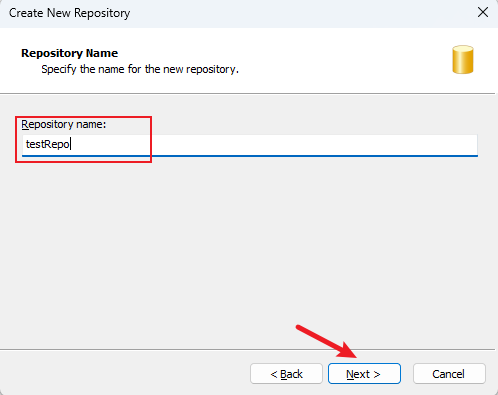 Create New Repository
Repository Name
Specify the name for the new repository.
Repository name:
testRepo
< Back
Next >
Cancel